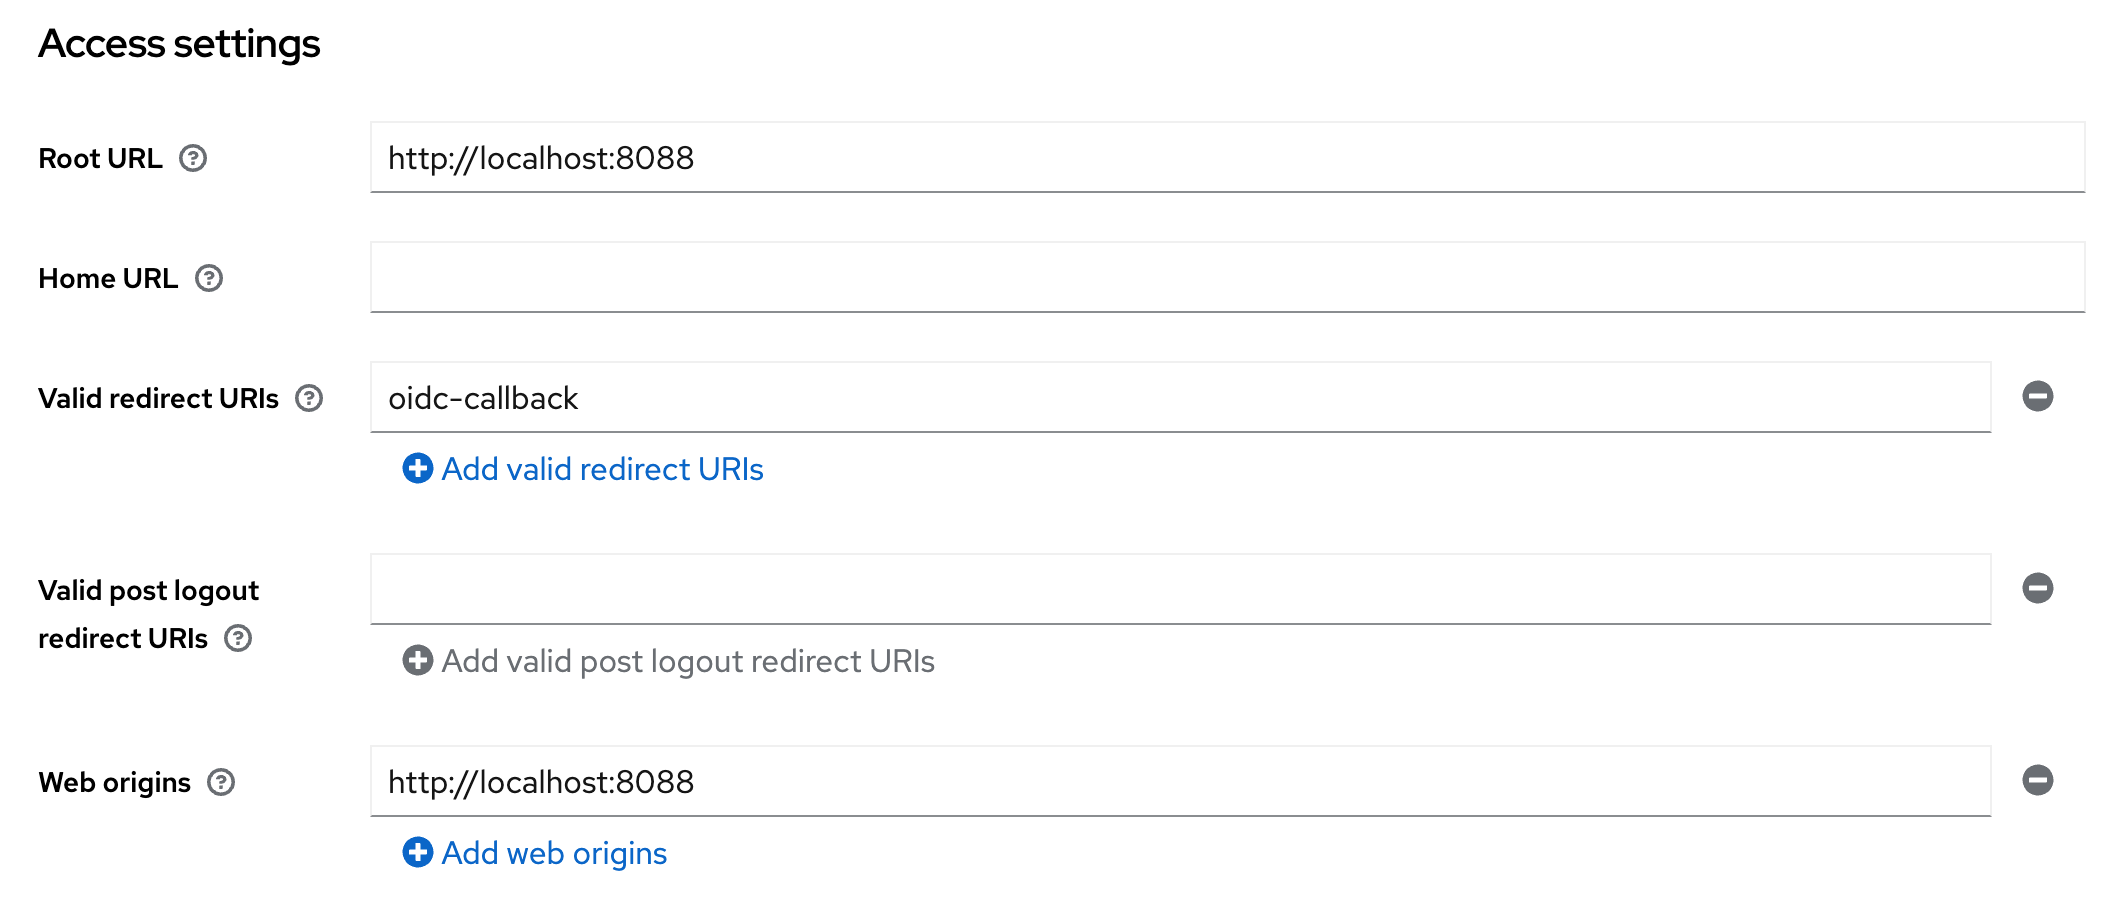 Access settings
Root URL
http://localhost:8088
Home URL
Valid redirect URIs
oidc-callback
Add valid redirect URIs
Valid post logout
redirect URIs
Add valid post logout redirect URIs
Web origins
http://localhost:8088
Add web origins